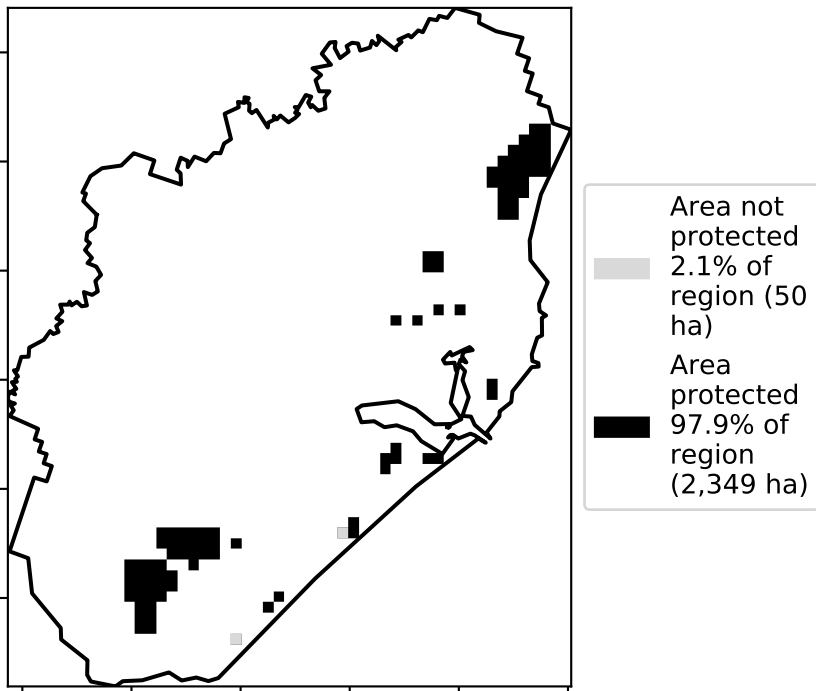 Area not
protected
2.1% of
region (50
ha)
Area
protected
97.9% of
region
(2,349 ha)